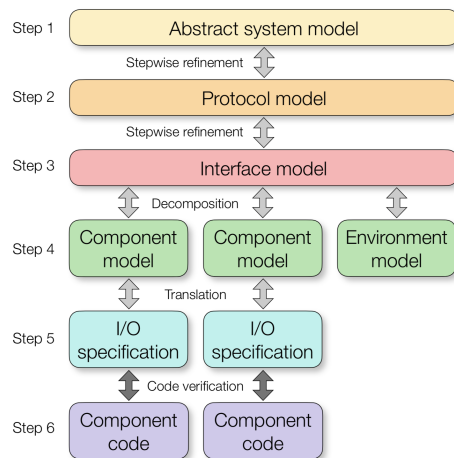 Step 1 Abstract system model
Stepwise refinement
Step 2 Protocol model
Stepwise refinement
Step 3 Interface model
Decomposition
Component Component Environment
Step 4 model model model
Translation
I/O I/O
Step 5 specification specification
Code verification
Component Component
Step 6 code code